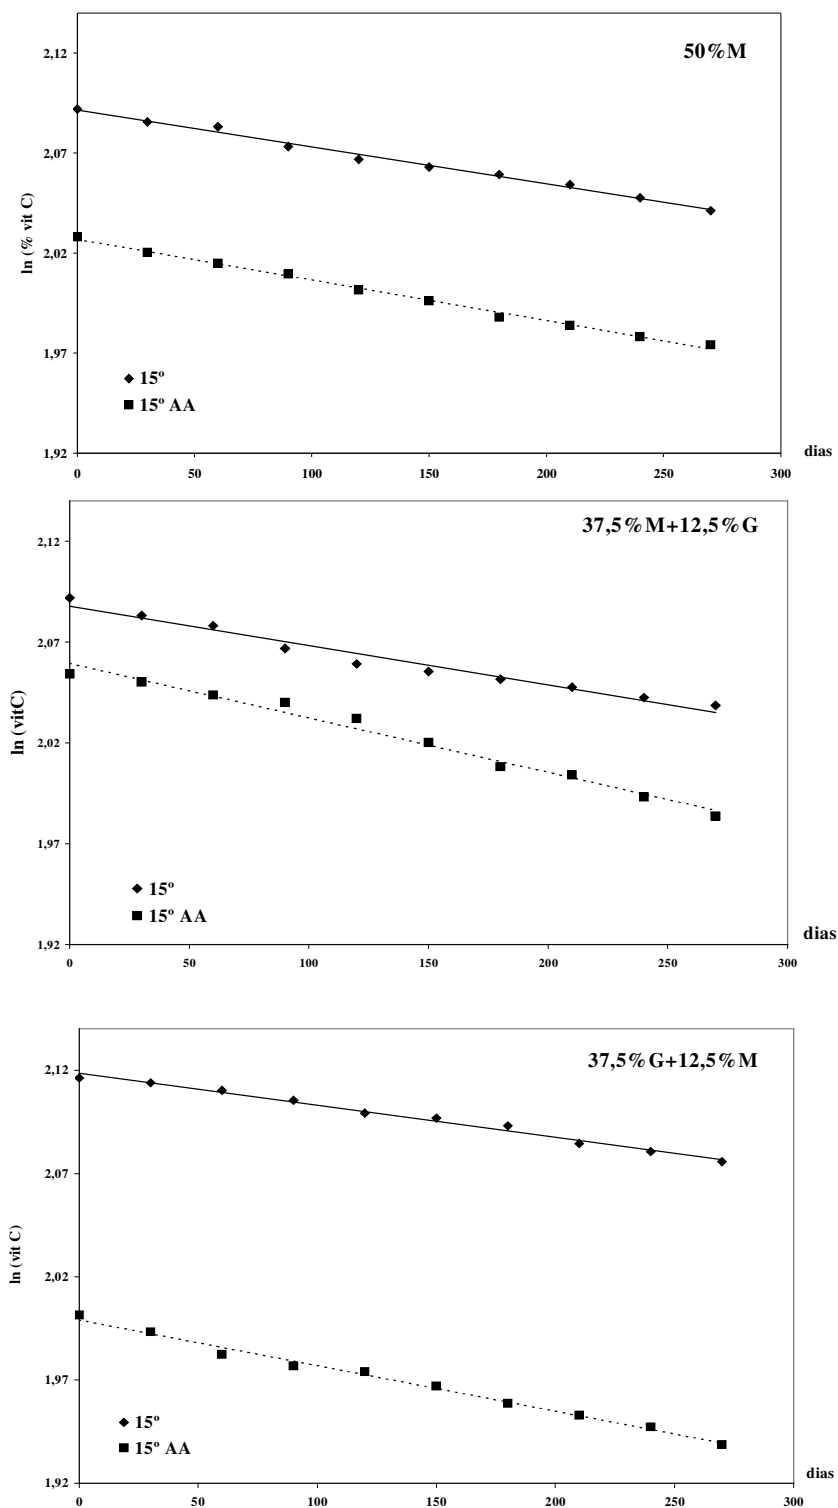 50%M
2,12
2,07
2,02
1,97
1,92
ln (% vit C)
15º
15º AA
0 50 100 150 200 250 300
dias
37,5%M+12,5%G
2,12
2,07
2,02
1,97
1,92
ln (vitC)
15º
15º AA
0 50 100 150 200 250 300
dias
37,5%G+12,5%M
2,12
2,07
2,02
1,97
1,92
ln (vit C)
15º
15º AA
0 50 100 150 200 250 300
dias